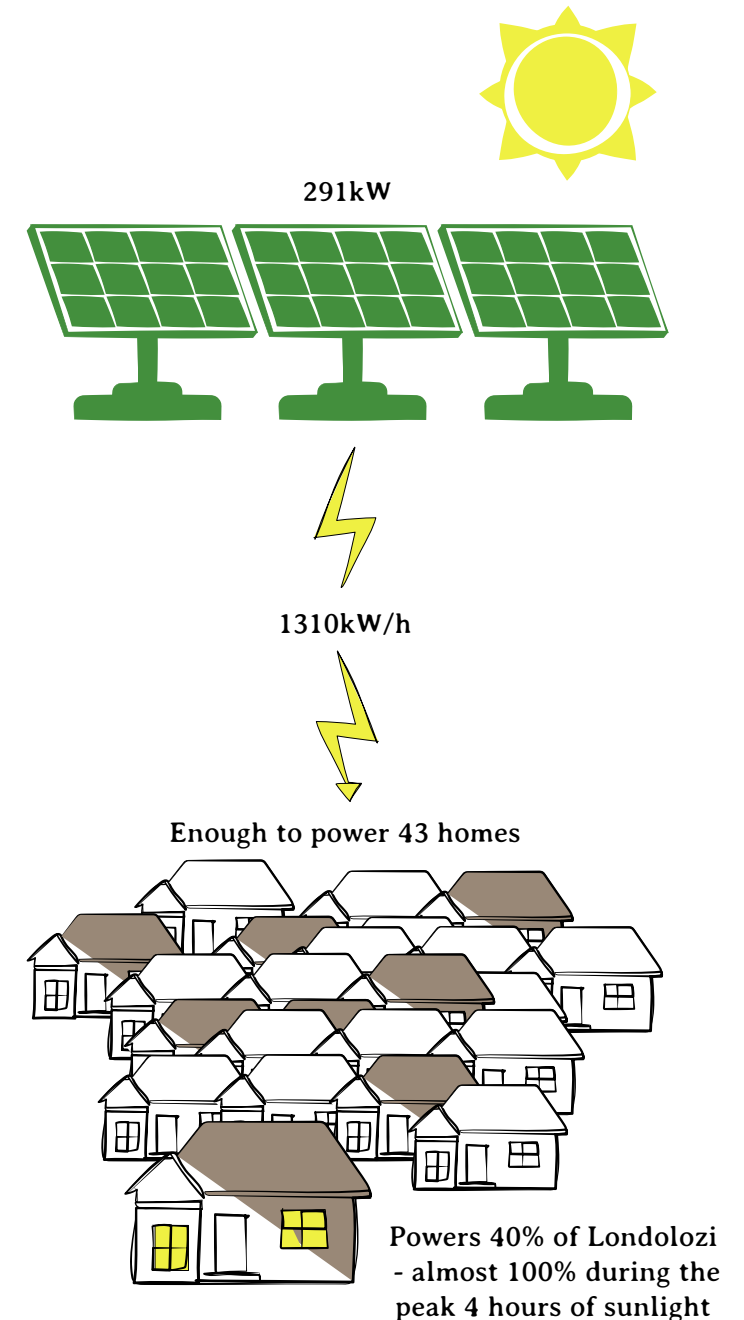 291kW
1310kW/h
Enough to power 43 homes
Powers 40% of Londolozi
- almost 100% during the
peak 4 hours of sunlight